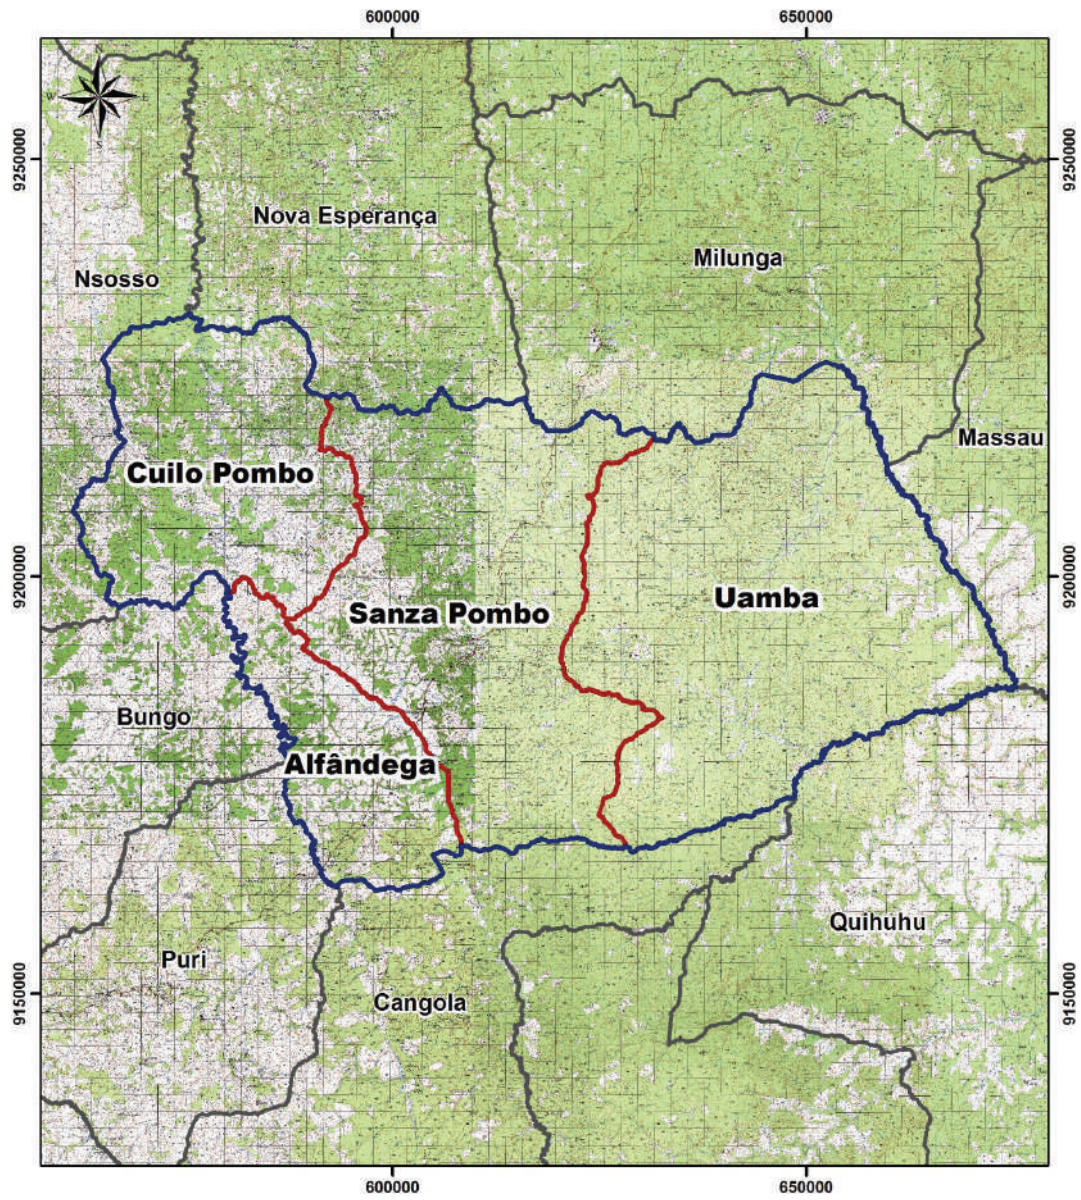 600000 650000
N
W E
S
9250000 9250000
Nova Esperança
Milunga
Nsosso
Massau
Cuilo Pombo
9200000 9200000
Uamba
Sanza Pombo
Bungo
Alfândega
Quihuhu
Puri
9150000 9150000
Cangola
600000 650000